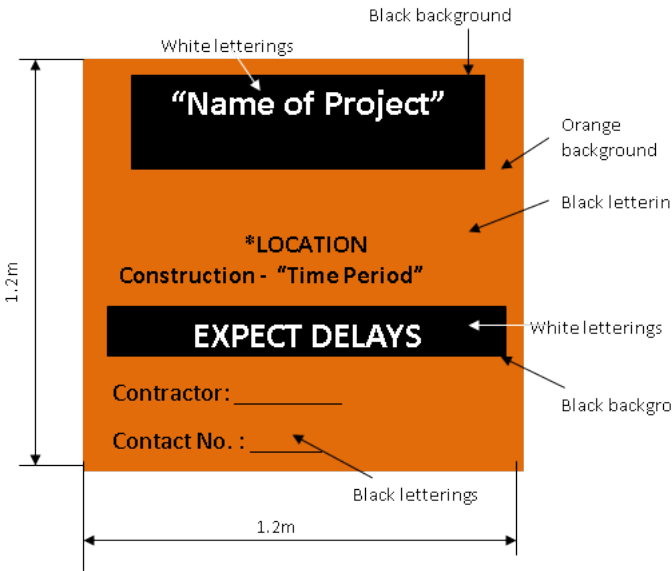 Black background
White letterings
“Name of Project”
Orange
background
Black letterin
*LOCATION
Construction - “Time Period”
1.2m
EXPECT DELAYS
White letterings
Contractor: __________
Black backgro
Contact No. : ______
Black letterings
1.2m